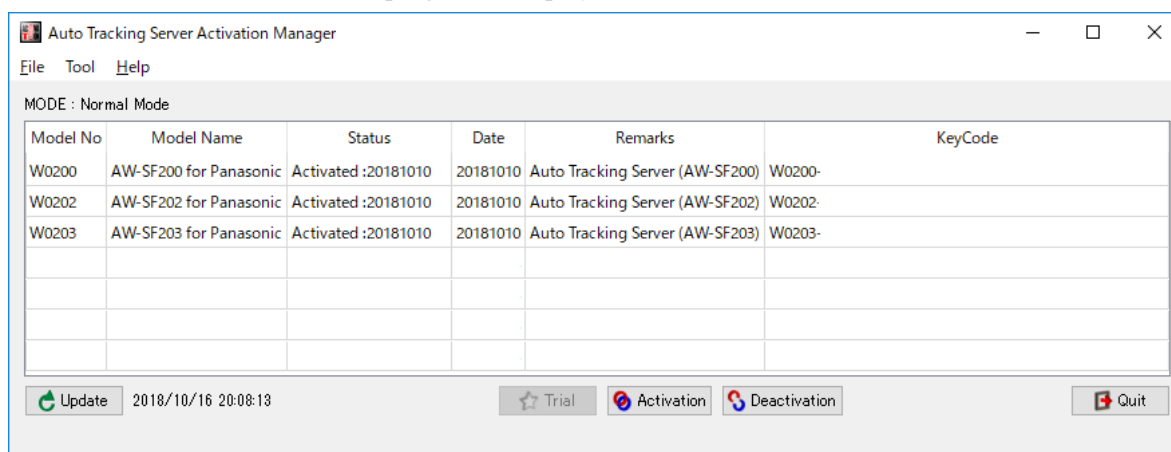 Auto Tracking Server Activation Manager
File Tool Help
MODE : Normal Mode
Model No Model Name Status Date Remarks KeyCode
W0200 AW-SF200 for Panasonic Activated :20181010 20181010 Auto Tracking Server (AW-SF200) W0200-
W0202 AW-SF202 for Panasonic Activated :20181010 20181010 Auto Tracking Server (AW-SF202) W0202-
W0203 AW-SF203 for Panasonic Activated :20181010 20181010 Auto Tracking Server (AW-SF203) W0203-
Update 2018/10/16 20:08:13 Trial Activation Deactivation Quit